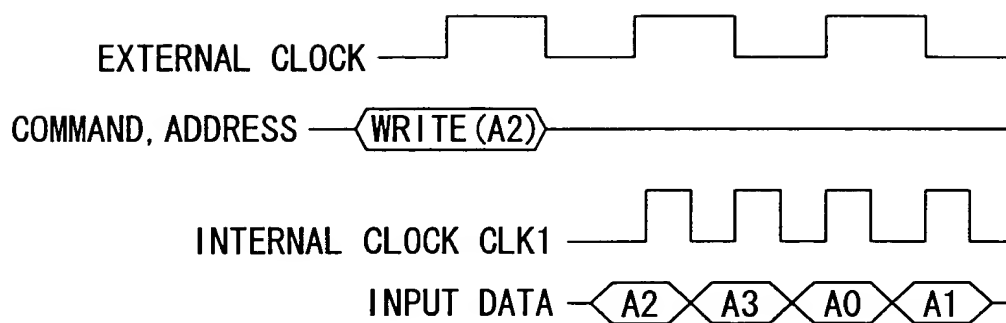 EXTERNAL CLOCK
COMMAND, ADDRESS WRITE(A2)
INTERNAL CLOCK CLK1
INPUT DATA A2 A3 A0 A1